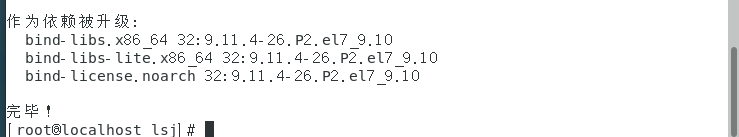 作为依赖被升级:
bind-libs.x86_64 32:9.11.4-26.P2.el7_9.10
bind-libs-lite.x86_64 32:9.11.4-26.P2.el7_9.10
bind-license.noarch 32:9.11.4-26.P2.el7_9.10
完毕！
[root@localhost lsj]#